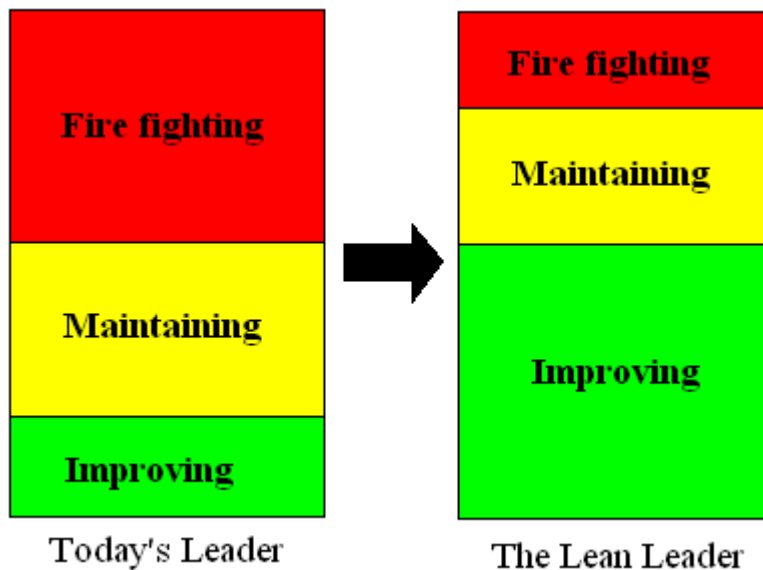 Fire fighting
Maintaining
Improving
Today's Leader
Fire fighting
Maintaining
Improving
The Lean Leader